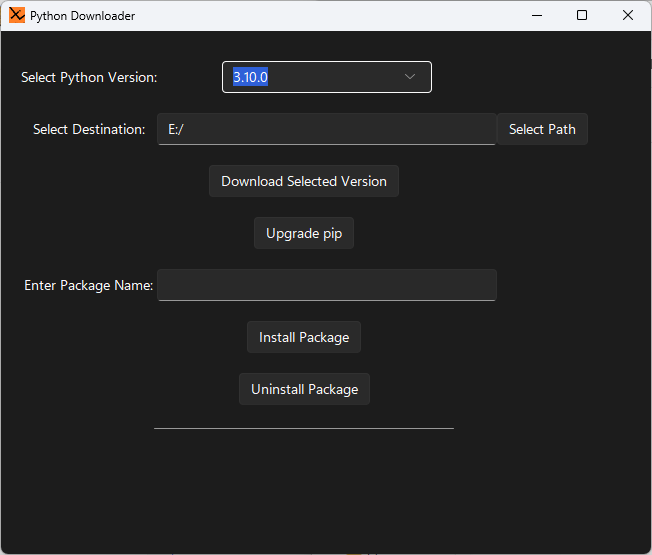 Python Downloader
Select Python Version: 3.10.0
Select Destination: E:/ Select Path
Download Selected Version
Upgrade pip
Enter Package Name:
Install Package
Uninstall Package